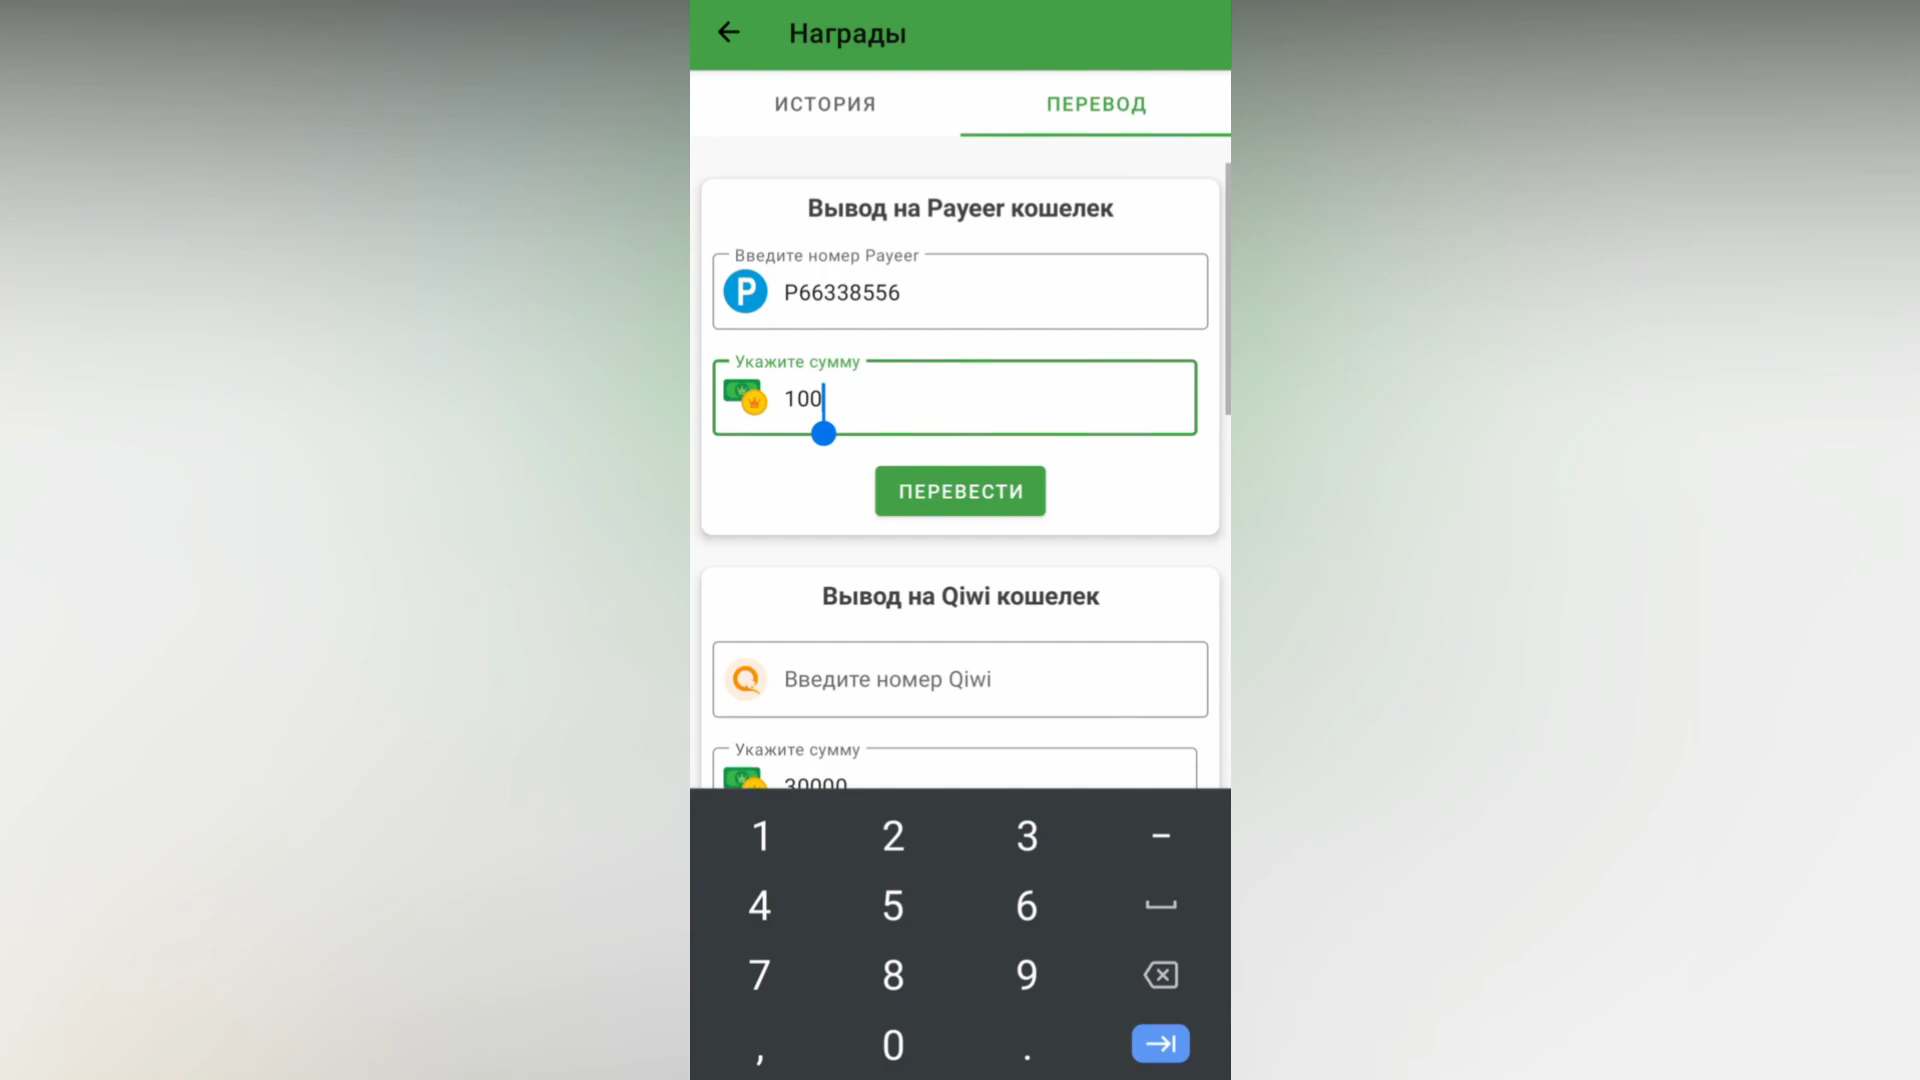 Награды
ИСТОРИЯ
ПЕРЕВОД
Вывод на Payeer кошелек
Введите номер Payeer
P
P66338556
Укажите сумму
100
ПЕРЕВЕСТИ
Вывод на Qiwi кошелек
Введите номер Qiwi
Укажите сумму
30000
1 2 3 –
4 5 6
7 8 9
, 0 .